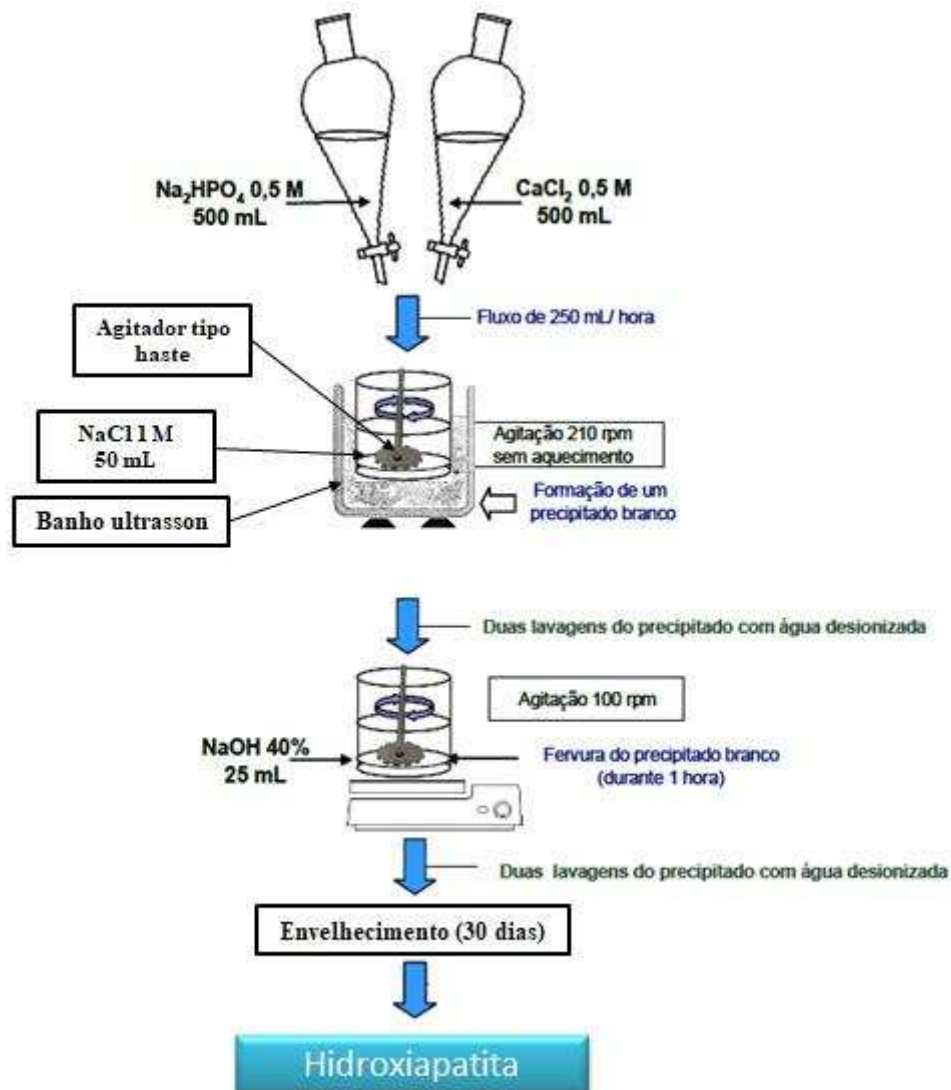 Na₂HPO₄ 0,5 M
500 mL
CaCl₂ 0,5 M
500 mL
Fluxo de 250 mL/ hora
Agitador tipo
haste
NaCl 1 M
50 mL
Banho ultrasson
Agitação 210 rpm
sem aquecimento
Formação de um
precipitado branco
Duas lavagens do precipitado com água desionizada
Agitação 100 rpm
NaOH 40%
25 mL
Fervura do precipitado branco
(durante 1 hora)
Duas lavagens do precipitado com água desionizada
Envelhecimento (30 dias)
Hidroxiapatita